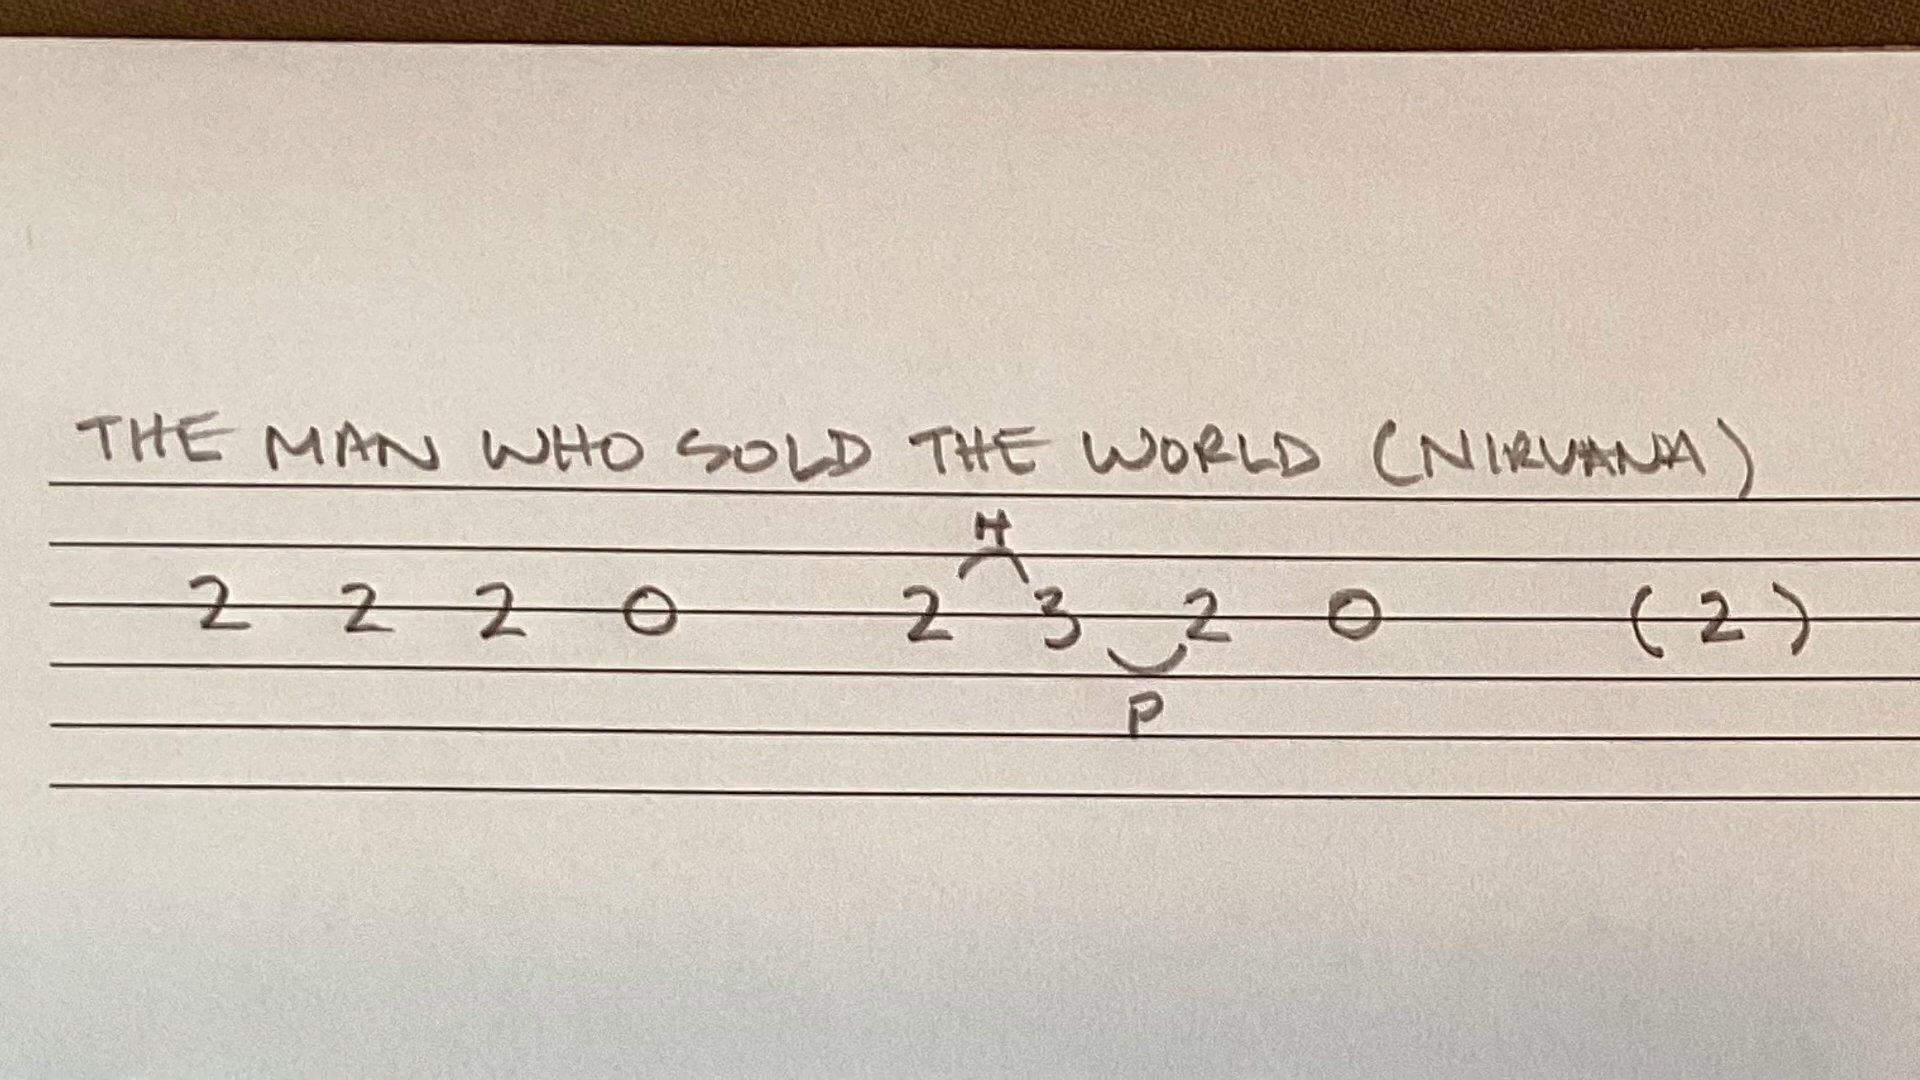 THE MAN WHO SOLD THE WORLD (NIRVANA)
H
2 2 2 0 2 3 2 0 (2)
P